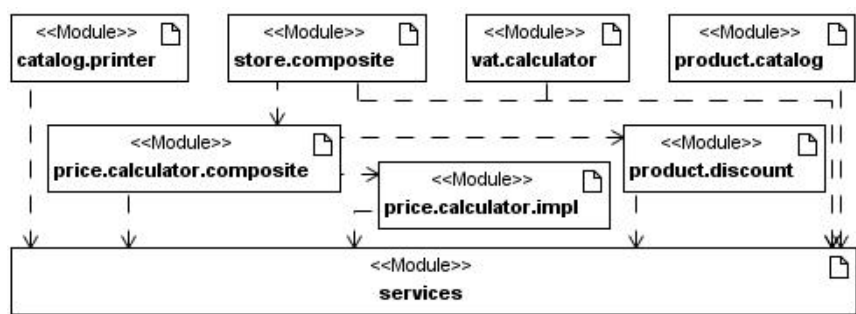 <<Module>>
catalog.printer
<<Module>>
store.composite
<<Module>>
vat.calculator
<<Module>>
product.catalog
<<Module>>
price.calculator.composite
<<Module>>
price.calculator.impl
<<Module>>
product.discount
<<Module>>
services